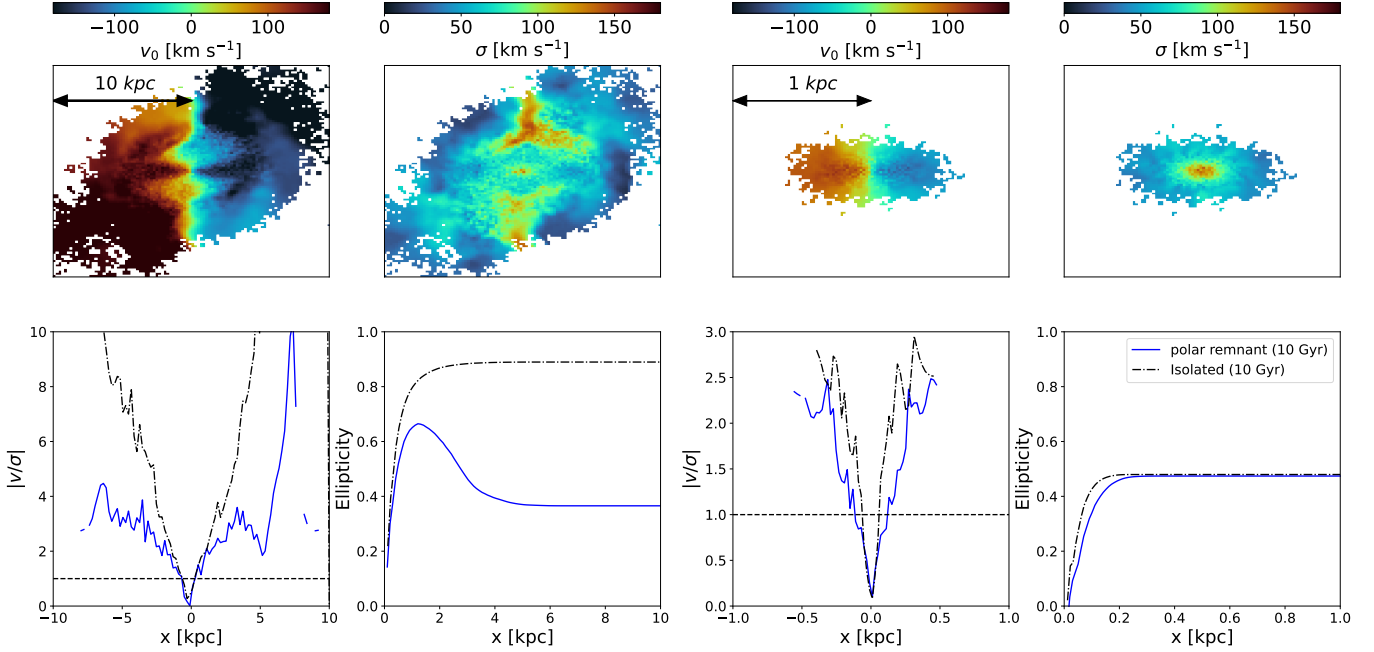 −100 0 100
v₀ [km s⁻¹]
0 50 100 150
σ [km s⁻¹]
−100 0 100
v₀ [km s⁻¹]
0 50 100 150
σ [km s⁻¹]
10 kpc
1 kpc
10
8
6
4
2
0
|v/σ|
−10 −5 0 5 10
x [kpc]
1.0
0.8
0.6
0.4
0.2
0.0
Ellipticity
0 2 4 6 8 10
x [kpc]
3.0
2.5
2.0
1.5
1.0
0.5
0.0
|v/σ|
−1.0 −0.5 0.0 0.5 1.0
x [kpc]
1.0
0.8
0.6
0.4
0.2
0.0
Ellipticity
polar remnant (10 Gyr)
Isolated (10 Gyr)
0.0 0.2 0.4 0.6 0.8 1.0
x [kpc]